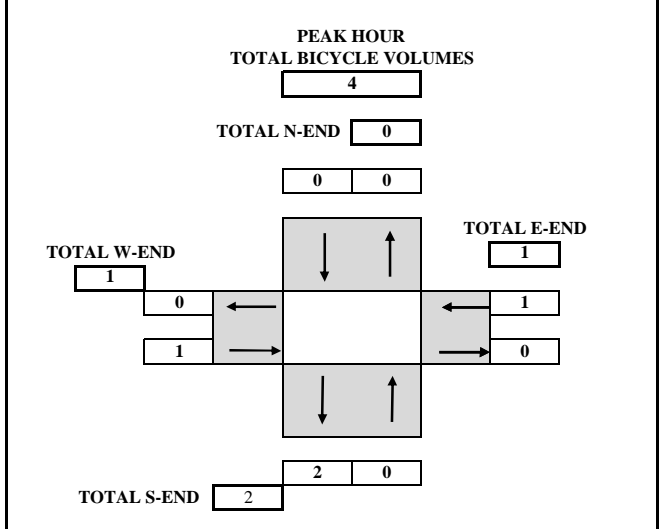 PEAK HOUR
TOTAL BICYCLE VOLUMES
4
TOTAL N-END 0
0 0
TOTAL E-END
1
TOTAL W-END
1
0 1
1 0
2 0
TOTAL S-END 2